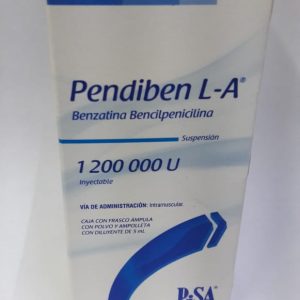 Pendiben L-A®
Benzatina Bencilpenicilina
Suspensión
1 200 000 U
Inyectable
VÍA DE ADMINISTRACIÓN: Intramuscular.
CAJA CON FRASCO ÁMPULA
CON POLVO Y AMPOLLETA
CON DILUYENTE DE 5 mL
PiSA